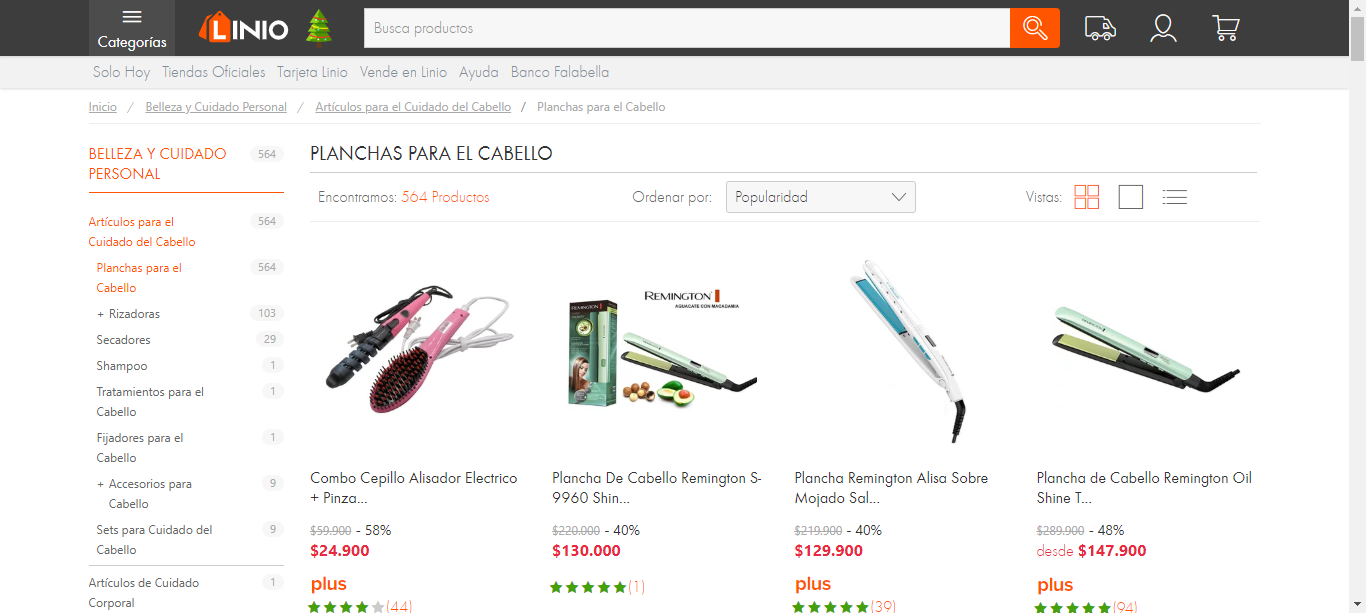 Categorías
LINIO
Busca productos
Solo Hoy Tiendas Oficiales Tarjeta Linio Vende en Linio Ayuda Banco Falabella
Inicio / Belleza y Cuidado Personal / Artículos para el Cuidado del Cabello / Planchas para el Cabello
BELLEZA Y CUIDADO PERSONAL 564
Artículos para el Cuidado del Cabello 564
Planchas para el Cabello 564
+ Rizadoras 103
Secadores 29
Shampoo 1
Tratamientos para el Cabello 1
Fijadores para el Cabello 1
+ Accesorios para Cabello 9
Sets para Cuidado del Cabello 9
Artículos de Cuidado Corporal 1
PLANCHAS PARA EL CABELLO
Encontramos: 564 Productos
Ordenar por: Popularidad
Vistas:
REMINGTON
AGUACATE CON MACADAMIA
REMINGTON
Combo Cepillo Alisador Electrico
+ Pinza...
$59.900 - 58%
$24.900
plus
(44)
Plancha De Cabello Remington S-
9960 Shin...
$220.000 - 40%
$130.000
(1)
Plancha Remington Alisa Sobre
Mojado Sal...
$219.900 - 40%
$129.900
plus
(39)
Plancha de Cabello Remington Oil
Shine T...
$289.900 - 48%
desde $147.900
plus
(94)